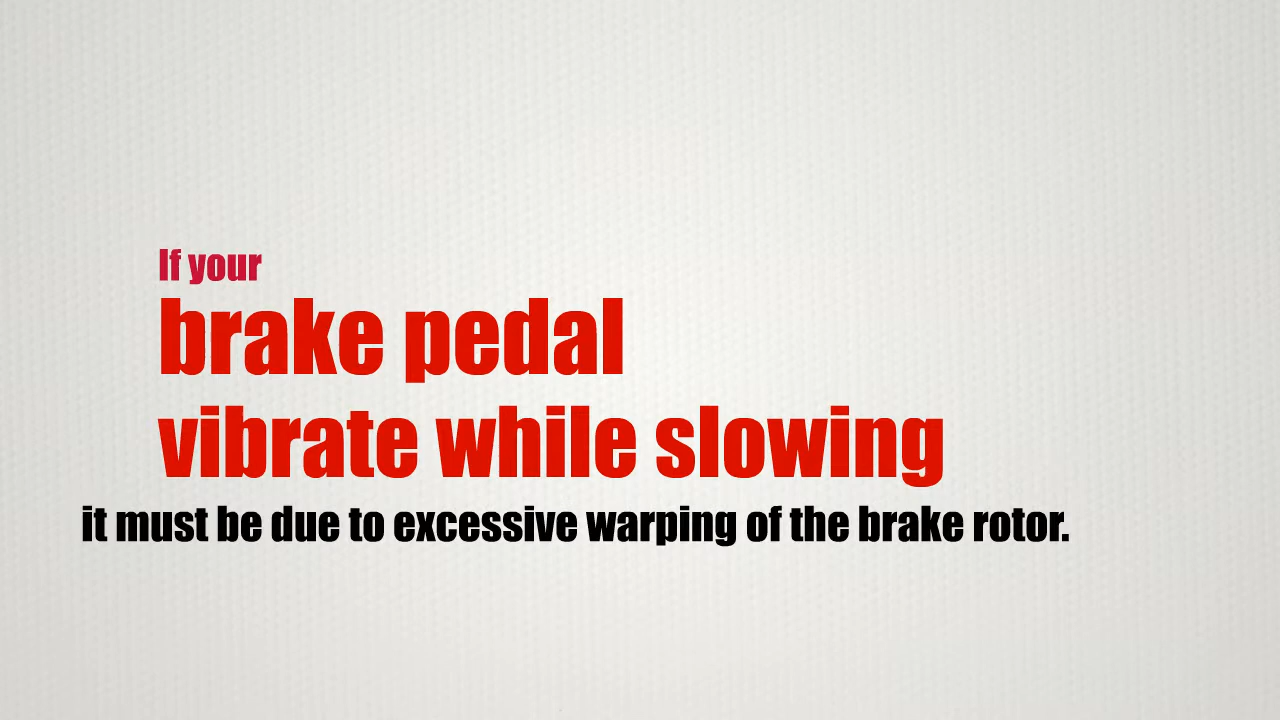 If your
brake pedal
vibrate while slowing
it must be due to excessive warping of the brake rotor.